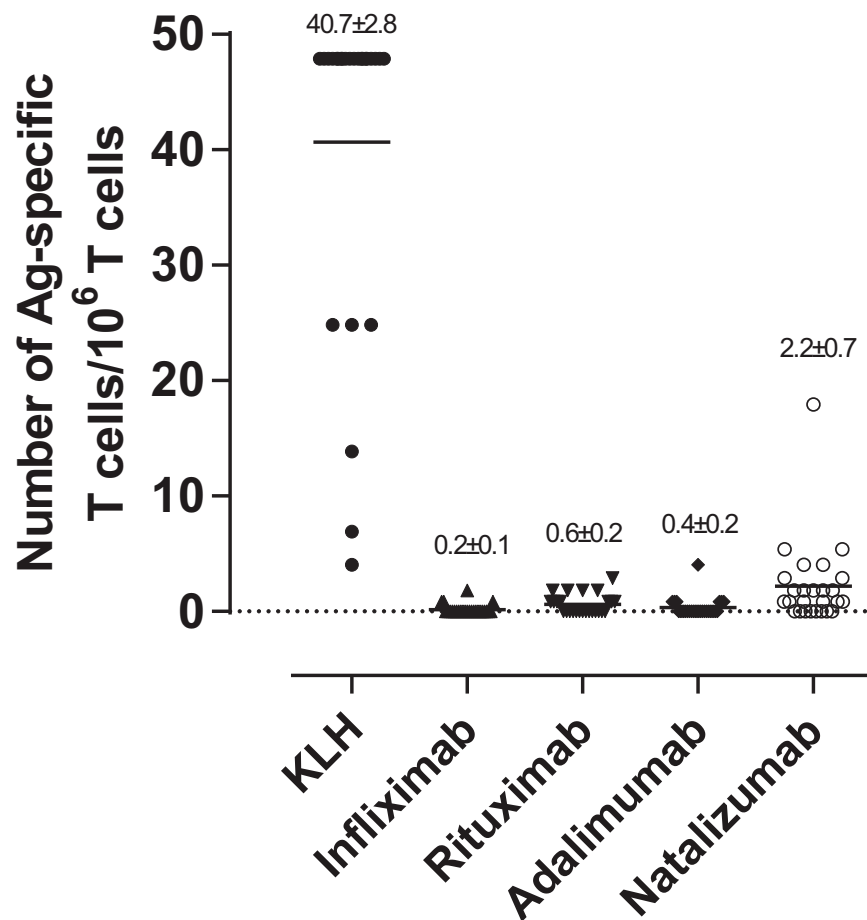 Number of Ag-specific
T cells/10⁶ T cells
50
40
30
20
10
0
40.7±2.8
0.2±0.1
0.6±0.2
0.4±0.2
2.2±0.7
KLH
Infliximab
Rituximab
Adalimumab
Natalizumab